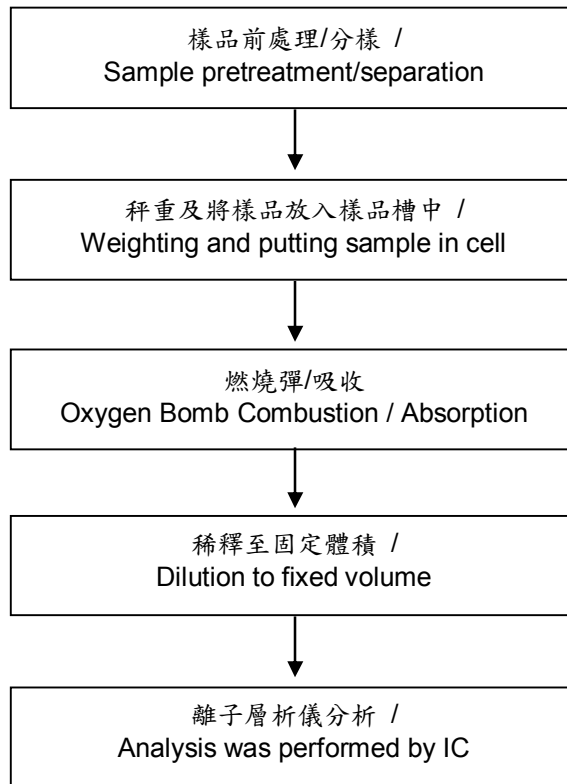 樣品前處理/分樣 /
Sample pretreatment/separation
秤重及將樣品放入樣品槽中 /
Weighting and putting sample in cell
燃燒彈/吸收
Oxygen Bomb Combustion / Absorption
稀釋至固定體積 /
Dilution to fixed volume
離子層析儀分析 /
Analysis was performed by IC